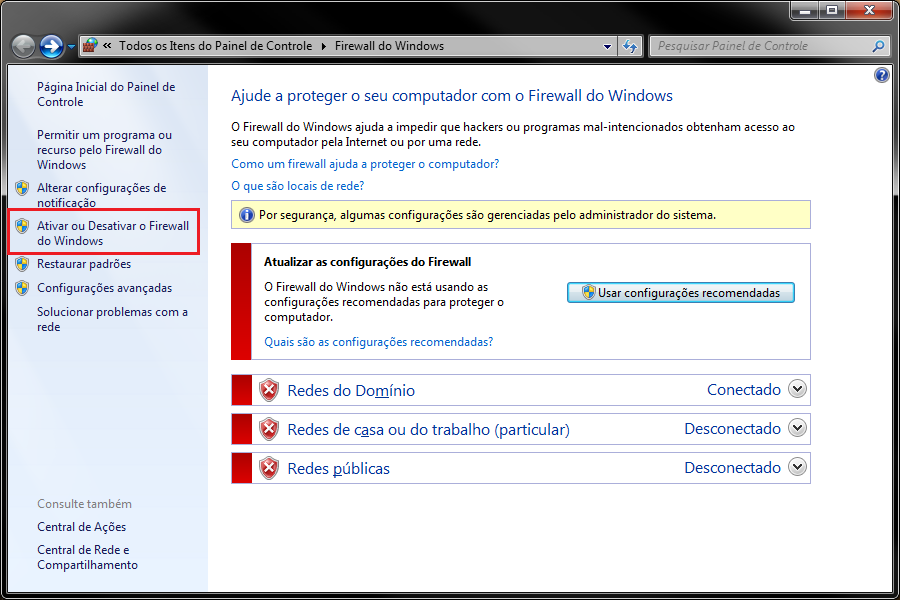 « Todos os Itens do Painel de Controle ▸ Firewall do Windows
Pesquisar Painel de Controle
Página Inicial do Painel de
Controle
Permitir um programa ou
recurso pelo Firewall do
Windows
Alterar configurações de
notificação
Ativar ou Desativar o Firewall
do Windows
Restaurar padrões
Configurações avançadas
Solucionar problemas com a
rede
Consulte também
Central de Ações
Central de Rede e
Compartilhamento
Ajude a proteger o seu computador com o Firewall do Windows
O Firewall do Windows ajuda a impedir que hackers ou programas mal-intencionados obtenham acesso ao
seu computador pela Internet ou por uma rede.
Como um firewall ajuda a proteger o computador?
O que são locais de rede?
Por segurança, algumas configurações são gerenciadas pelo administrador do sistema.
Atualizar as configurações do Firewall
O Firewall do Windows não está usando as
configurações recomendadas para proteger o
computador.
Usar configurações recomendadas
Quais são as configurações recomendadas?
Redes do Domínio Conectado
Redes de casa ou do trabalho (particular) Desconectado
Redes públicas Desconectado